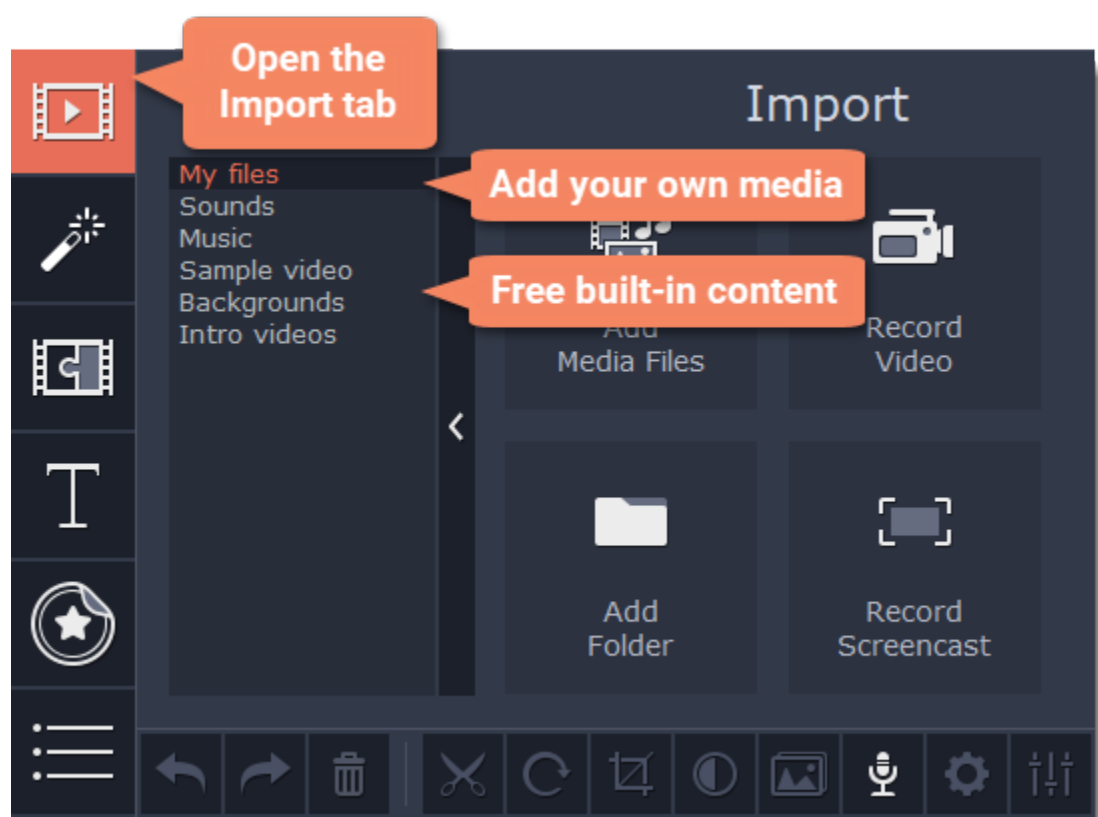 Open the
Import tab
Import
My files
Add your own media
Sounds
Music
Sample video
Free built-in content
Backgrounds
Intro videos
Add
Media Files
Record
Video
Add
Folder
Record
Screencast